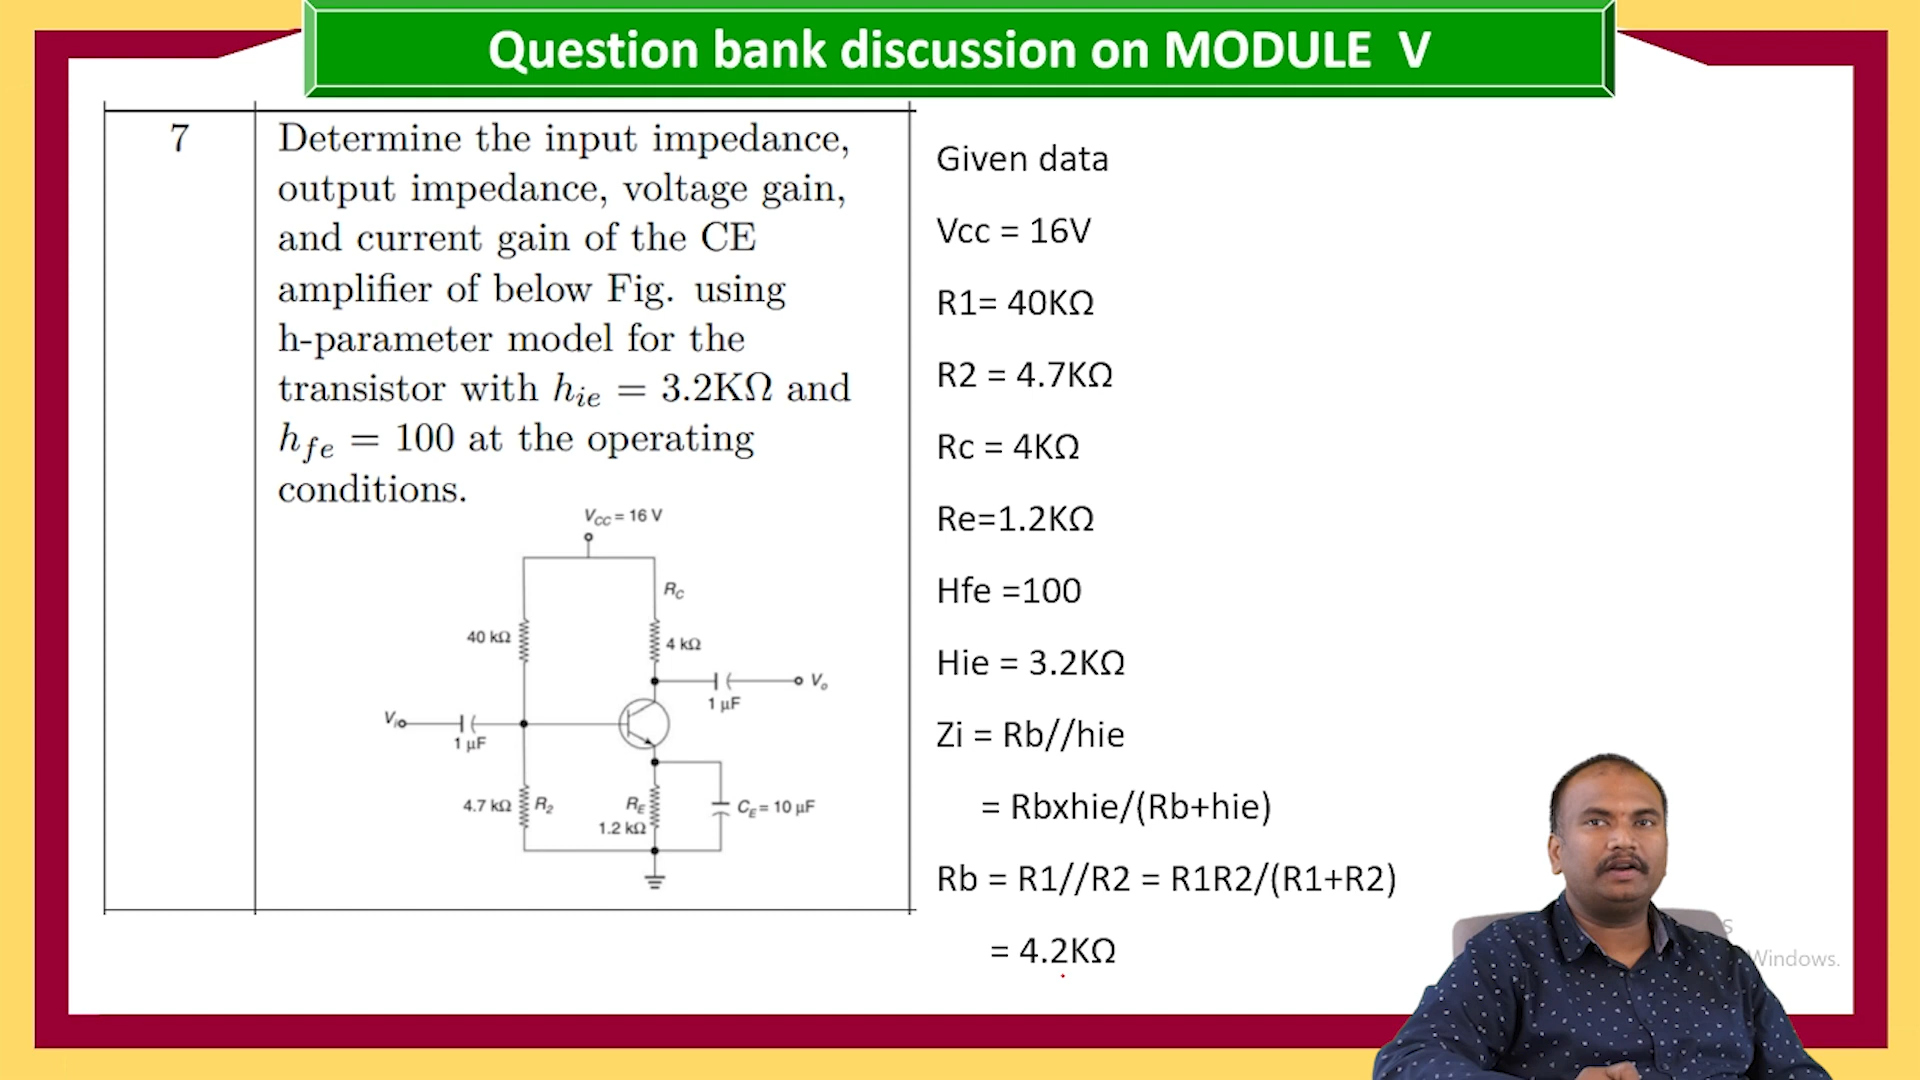 Question bank discussion on MODULE V
7
Determine the input impedance,
output impedance, voltage gain,
and current gain of the CE
amplifier of below Fig. using
h-parameter model for the
transistor with hie = 3.2KΩ and
hfe = 100 at the operating
conditions.
VCC = 16 V
RC
40 kΩ
4 kΩ
Vo
1 μF
Vi
1 μF
4.7 kΩ R2
RE
1.2 kΩ
CE = 10 μF
Given data
Vcc = 16V
R1= 40KΩ
R2 = 4.7KΩ
Rc = 4KΩ
Re=1.2KΩ
Hfe =100
Hie = 3.2KΩ
Zi = Rb//hie
= Rbxhie/(Rb+hie)
Rb = R1//R2 = R1R2/(R1+R2)
= 4.2KΩ
Windows.